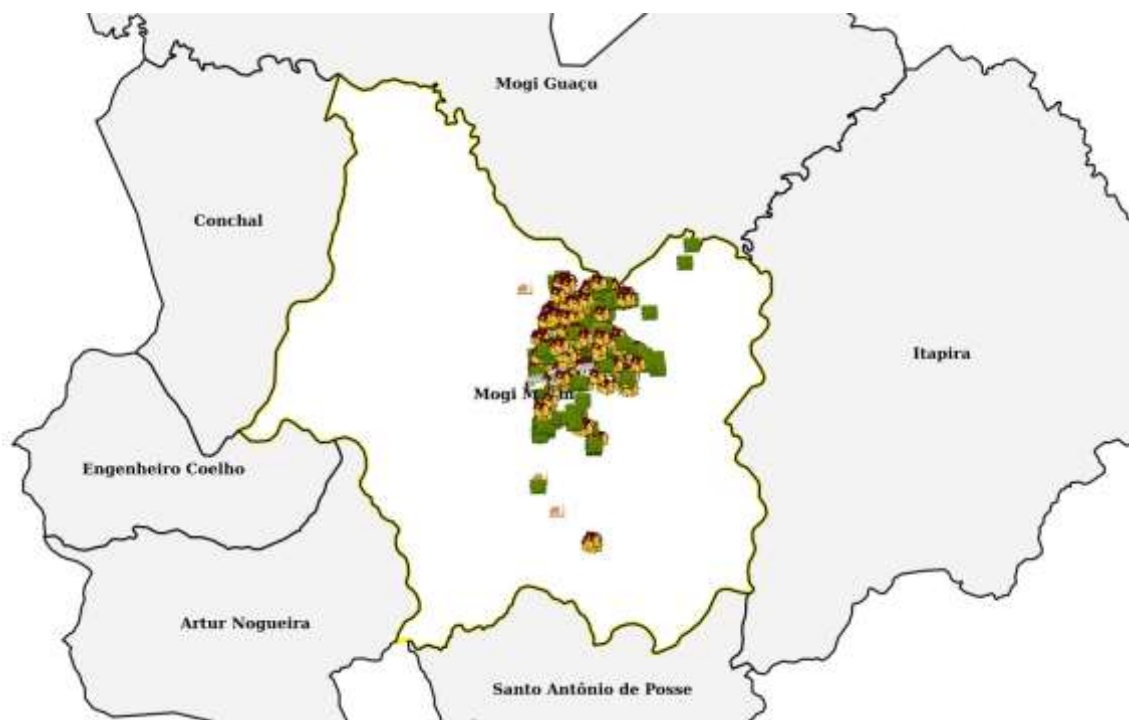 Mogi Guaçu
Conchal
Itapira
Mogi
Engenheiro Coelho
Artur Nogueira
Santo Antônio de Posse